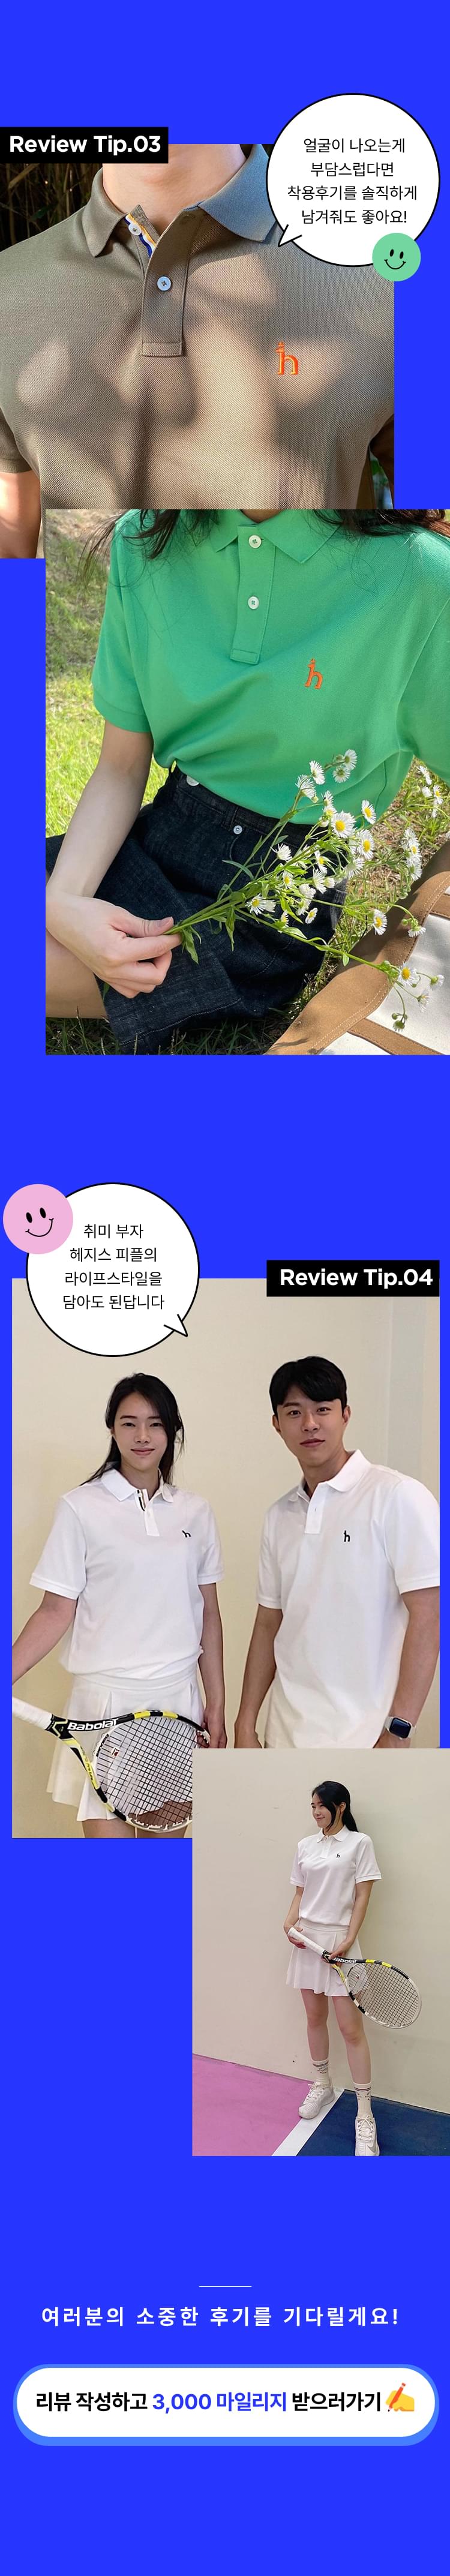 Review Tip.03
얼굴이 나오는게
부담스럽다면
착용후기를 솔직하게
남겨줘도 좋아요!
h
h
취미 부자
헤지스 피플의
라이프스타일을
담아도 된답니다
Review Tip.04
h
h
Babolat
h
여러분의 소중한 후기를 기다릴게요!
리뷰 작성하고 3,000 마일리지 받으러가기